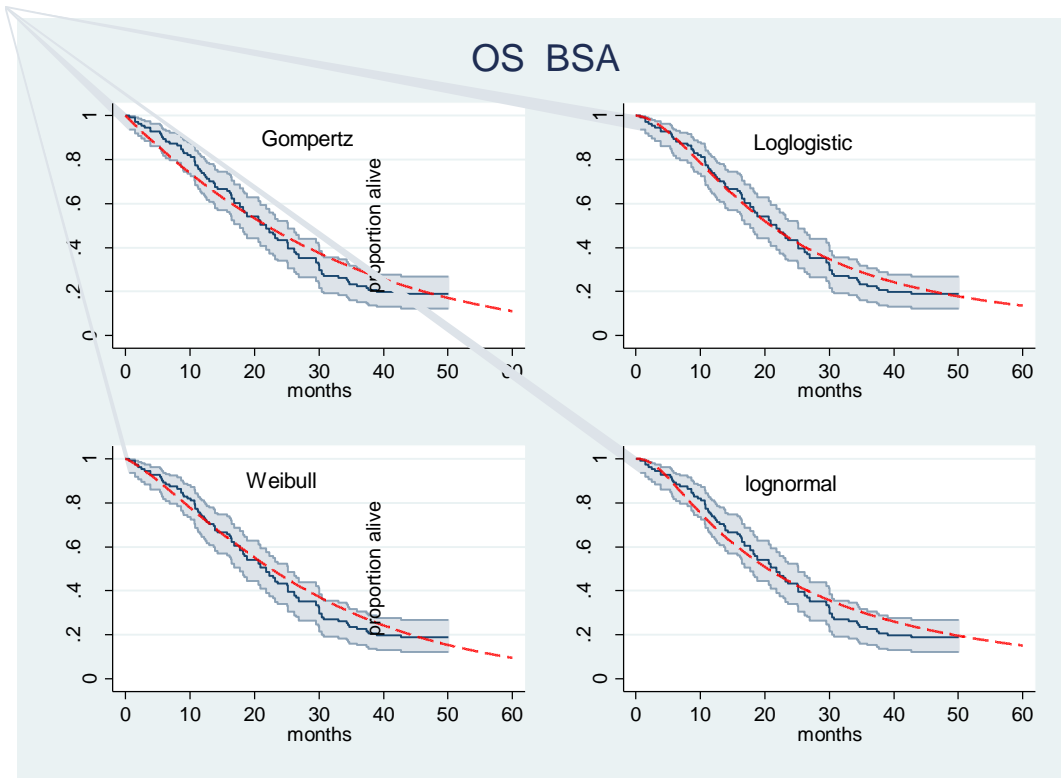 OS BSA
Gompertz
proportion alive
0 .2 .4 .6 .8 1
0 10 20 30 40 50 60
months
Loglogistic
0 .2 .4 .6 .8 1
0 10 20 30 40 50 60
months
Weibull
proportion alive
0 .2 .4 .6 .8 1
0 10 20 30 40 50 60
months
lognormal
0 .2 .4 .6 .8 1
0 10 20 30 40 50 60
months